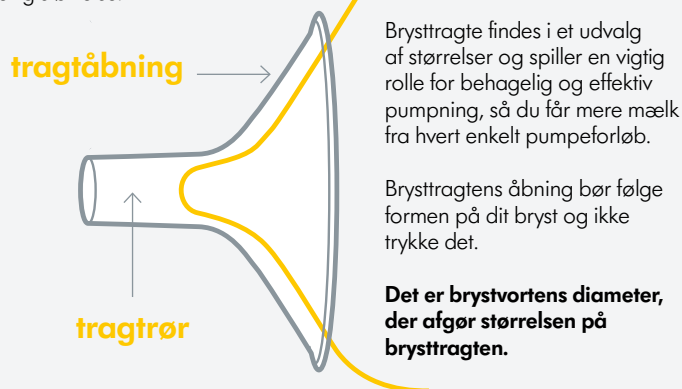 tragtåbning
tragtrør
Brysttragte findes i et udvalg
af størrelser og spiller en vigtig
rolle for behagelig og effektiv
pumpning, så du får mere mælk
fra hvert enkelt pumpeforløb.
Brysttragtens åbning bør følge
formen på dit bryst og ikke
trykke det.
Det er brystvortens diameter,
der afgør størrelsen på
brysttragten.